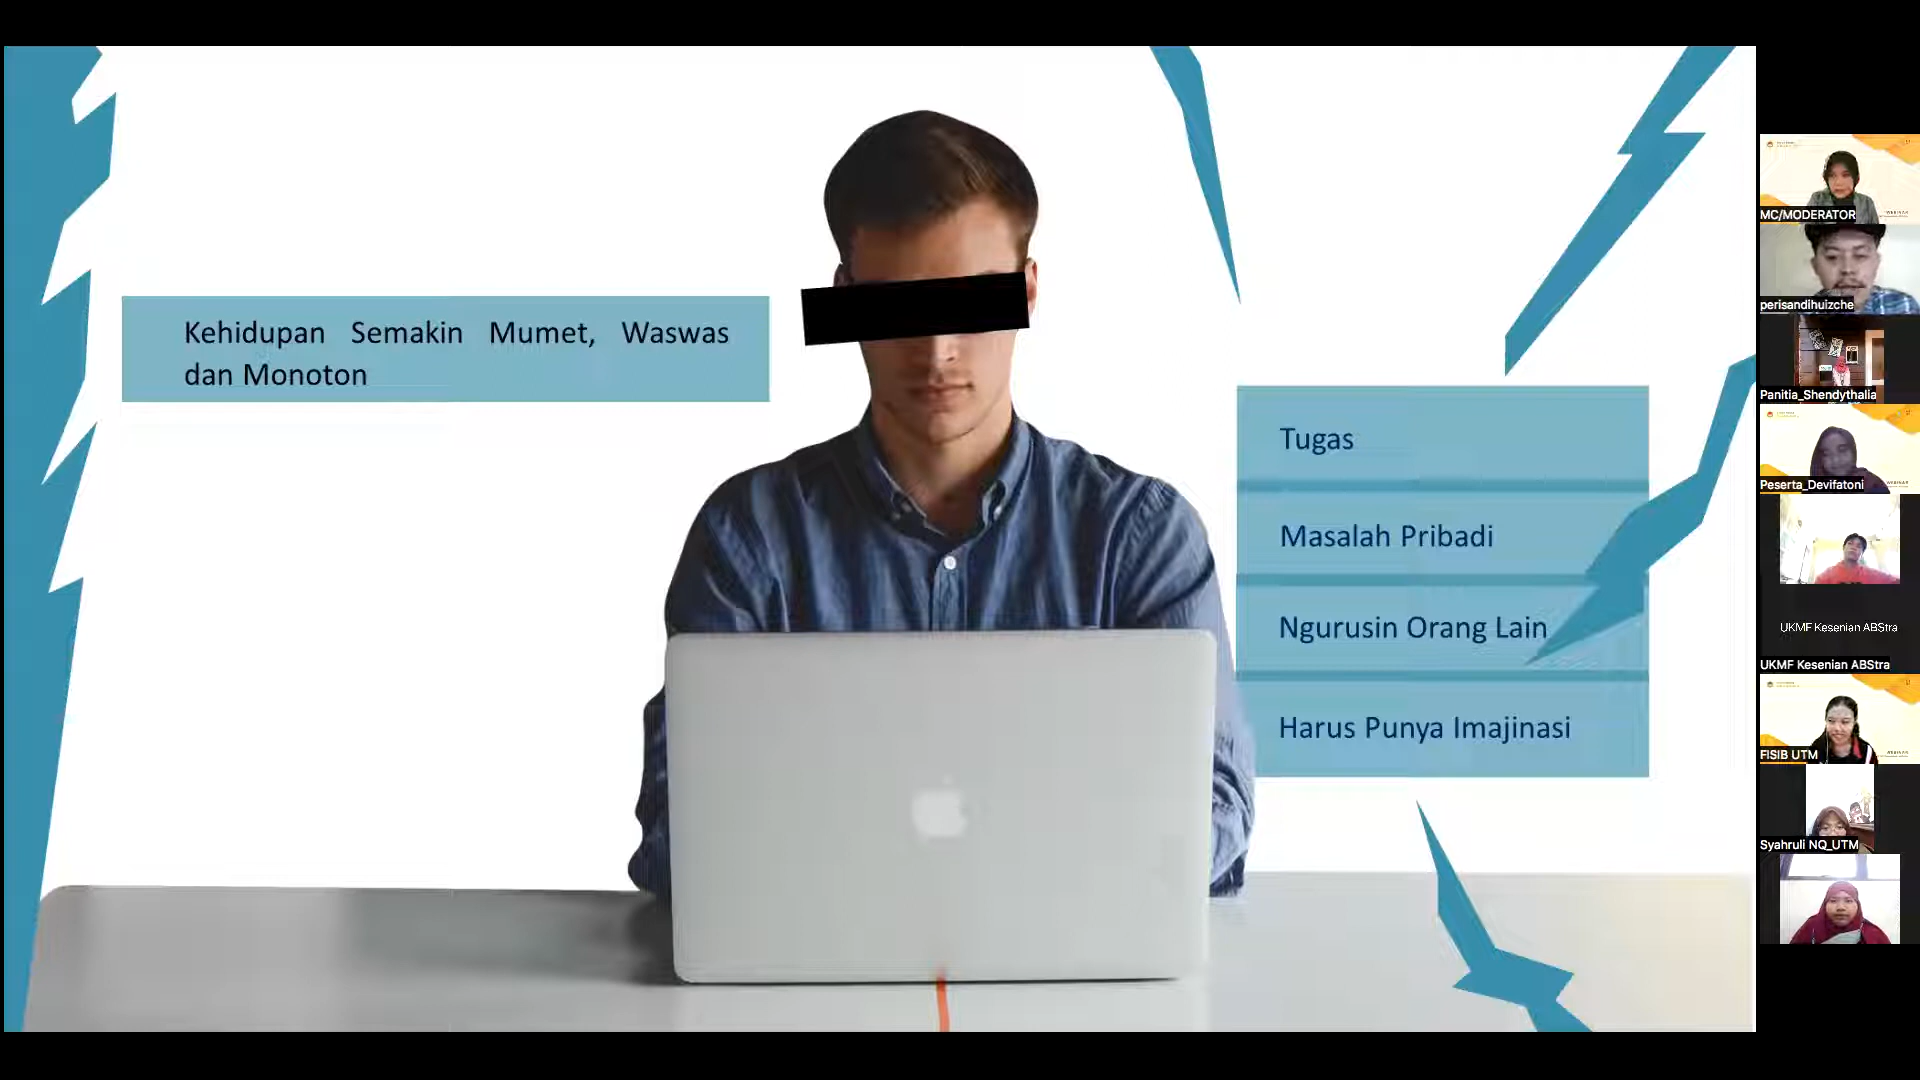 Kehidupan Semakin Mumet, Waswas
dan Monoton
Tugas
Masalah Pribadi
Ngurusin Orang Lain
Harus Punya Imajinasi
MC/MODERATOR
perisandihuizche
Panitia_Shendythalia
Peserta_Devifatoni
UKMF Kesenian ABStra
UKMF Kesenian ABStra
FISIB UTM
Syahruli NQ_UTM